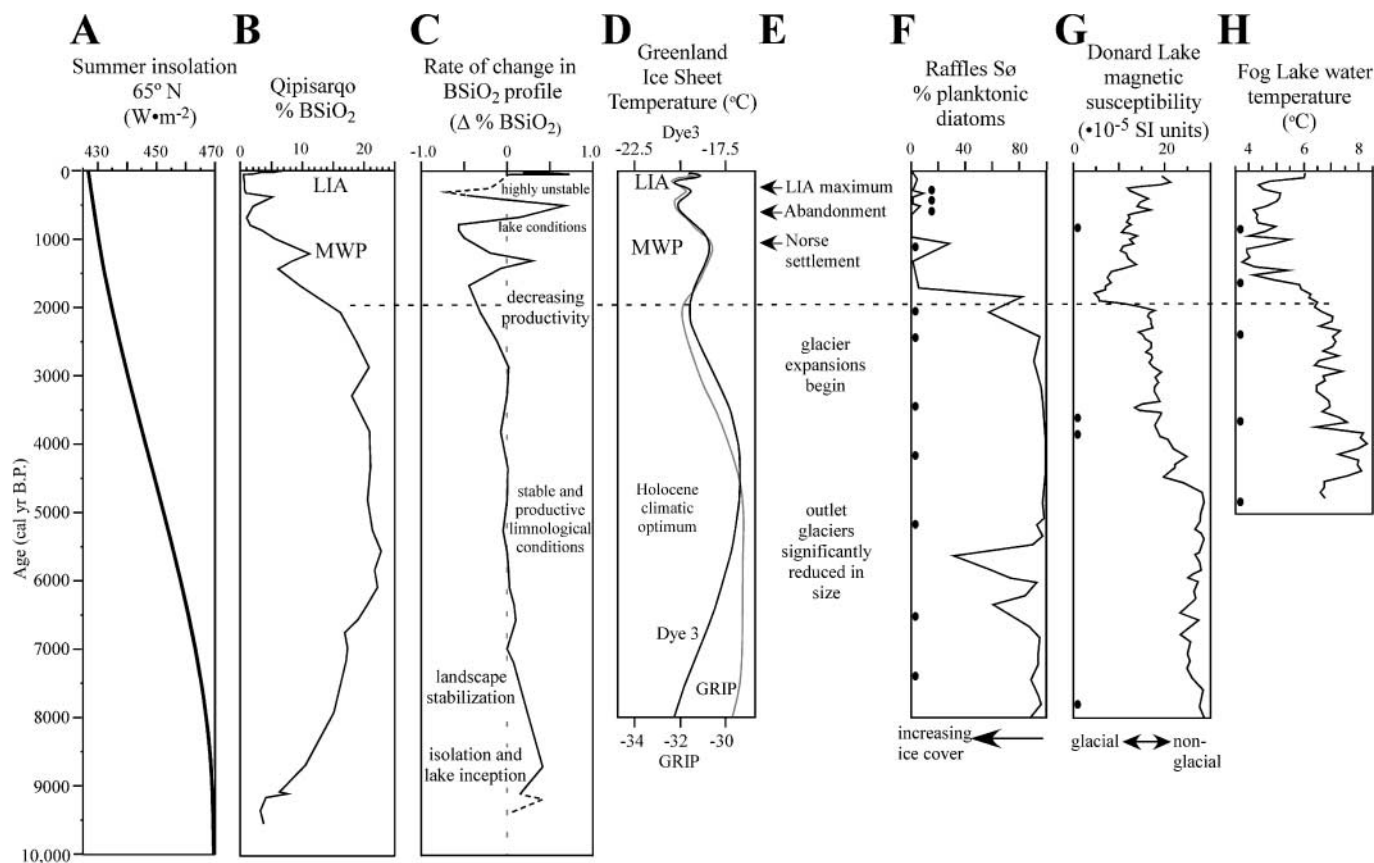 A
Summer insolation
65° N
(W•m-2)
430 450 470
B
Qipisarqo
% BSiO2
0 10 20
LIA
MWP
C
Rate of change in
BSiO2 profile
(Δ % BSiO2)
-1.0 0 1.0
highly unstable
lake conditions
decreasing
productivity
stable and
productive
limnological
conditions
landscape
stabilization
isolation and
lake inception
D
Greenland
Ice Sheet
Temperature (°C)
Dye3
-22.5 -17.5
LIA
MWP
Holocene
climatic
optimum
Dye 3
GRIP
-34 -32 -30
GRIP
E
LIA maximum
Abandonment
Norse
settlement
glacier
expansions
begin
outlet
glaciers
significantly
reduced in
size
F
Raffles Sø
% planktonic
diatoms
0 40 80
increasing
ice cover
G
Donard Lake
magnetic
susceptibility
(•10-5 SI units)
0 10 20 30
glacial
non-
glacial
H
Fog Lake water
temperature
(°C)
4 6 8
Age (cal yr B.P.)
0
1000
2000
3000
4000
5000
6000
7000
8000
9000
10,000